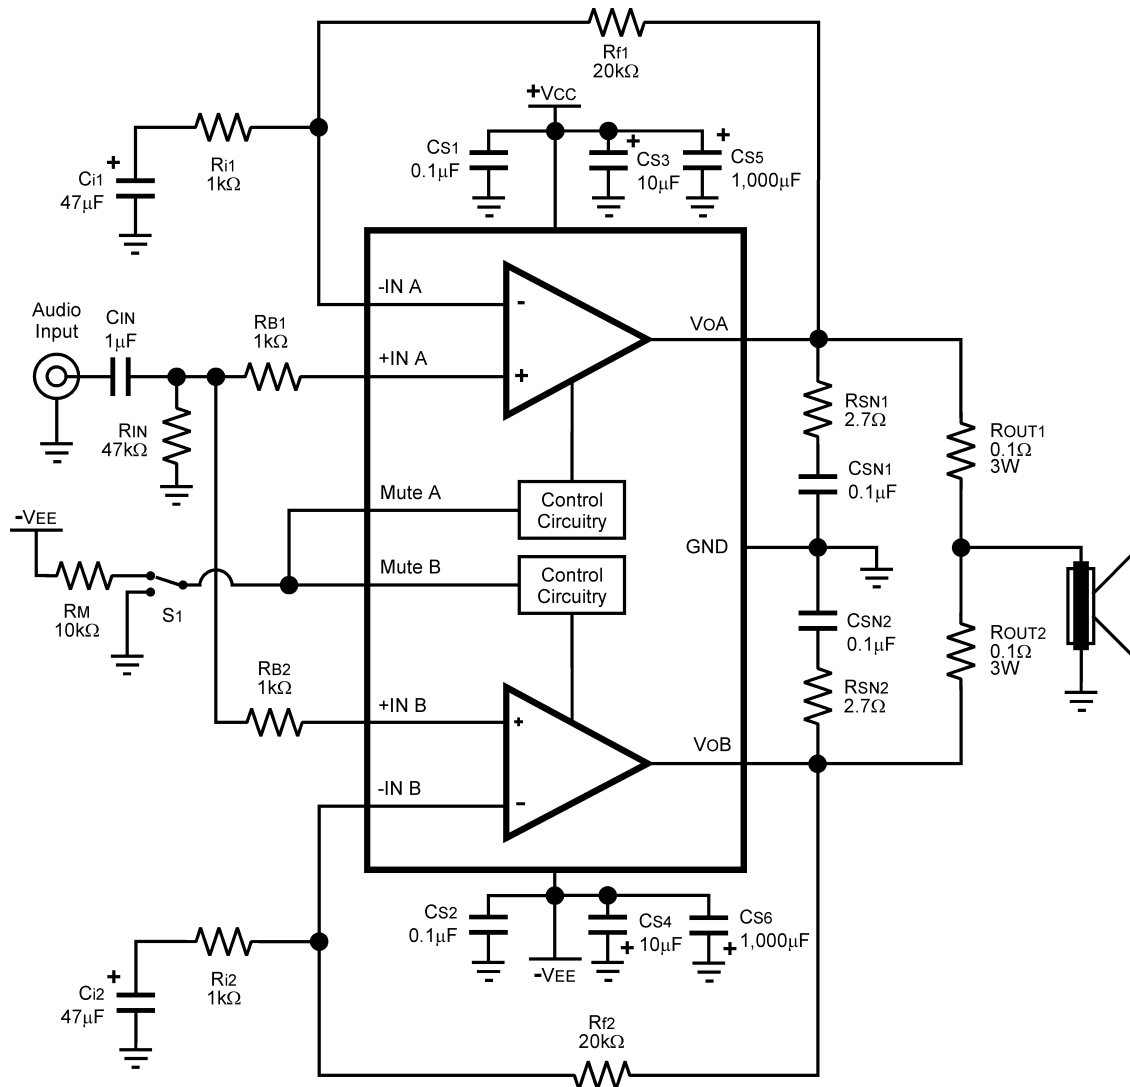 Rf1
20kΩ
+VCC
CS1
0.1µF
CS3
10µF
+
CS5
1,000µF
+
Ri1
1kΩ
+
Ci1
47µF
-IN A
-
Audio
Input
CIN
1µF
RB1
1kΩ
+IN A
+
VOA
RIN
47kΩ
RSN1
2.7Ω
ROUT1
0.1Ω
3W
CSN1
0.1µF
Mute A
Control
Circuitry
-VEE
GND
Mute B
Control
Circuitry
RM
10kΩ
S1
CSN2
0.1µF
ROUT2
0.1Ω
3W
RB2
1kΩ
RSN2
2.7Ω
+IN B
+
VOB
-IN B
-
CS2
0.1µF
CS4
10µF
+
CS6
1,000µF
+
-VEE
Ri2
1kΩ
+
Ci2
47µF
Rf2
20kΩ